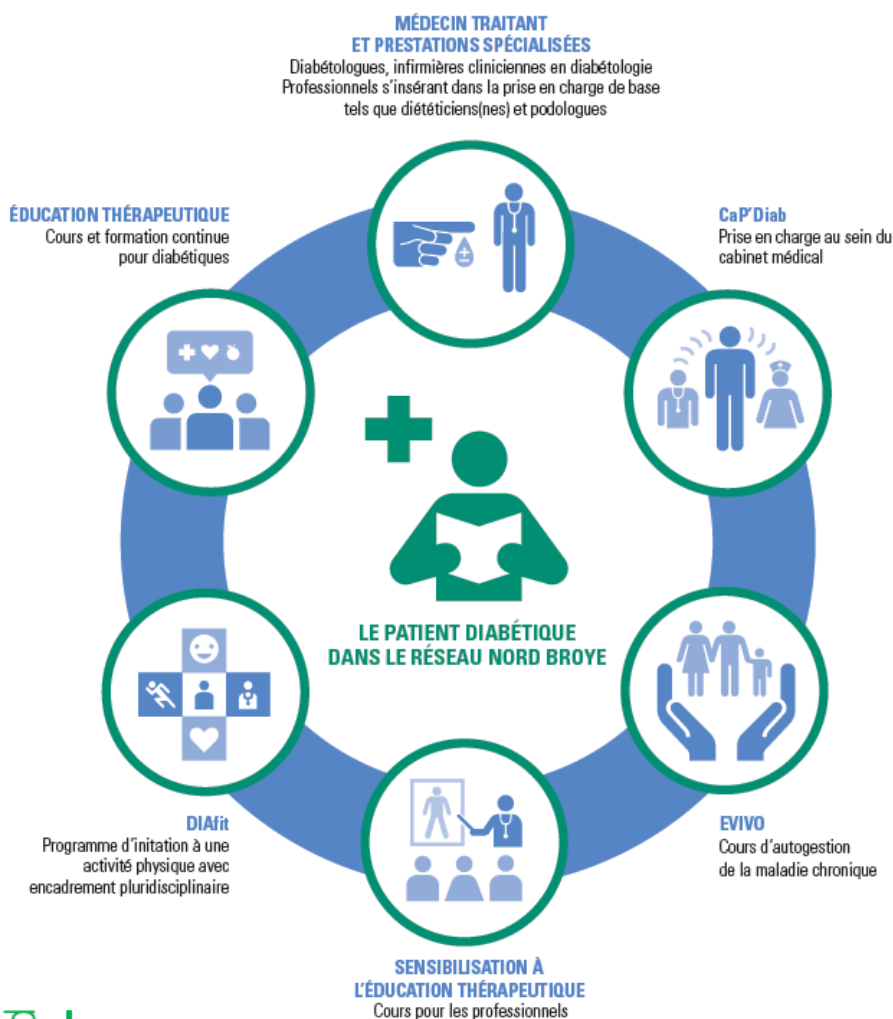 MÉDECIN TRAITANT
ET PRESTATIONS SPÉCIALISÉES
Diabétologues, infirmières cliniciennes en diabétologie
Professionnels s'insérant dans la prise en charge de base
tels que diététiciens(nes) et podologues
ÉDUCATION THÉRAPEUTIQUE
Cours et formation continue
pour diabétiques
CaP'Diab
Prise en charge au sein du
cabinet médical
LE PATIENT DIABÉTIQUE
DANS LE RÉSEAU NORD BROYE
DIAfit
Programme d'initation à une
activité physique avec
encadrement pluridisciplinaire
EVIVO
Cours d'autogestion
de la maladie chronique
SENSIBILISATION À
L'ÉDUCATION THÉRAPEUTIQUE
Cours pour les professionnels